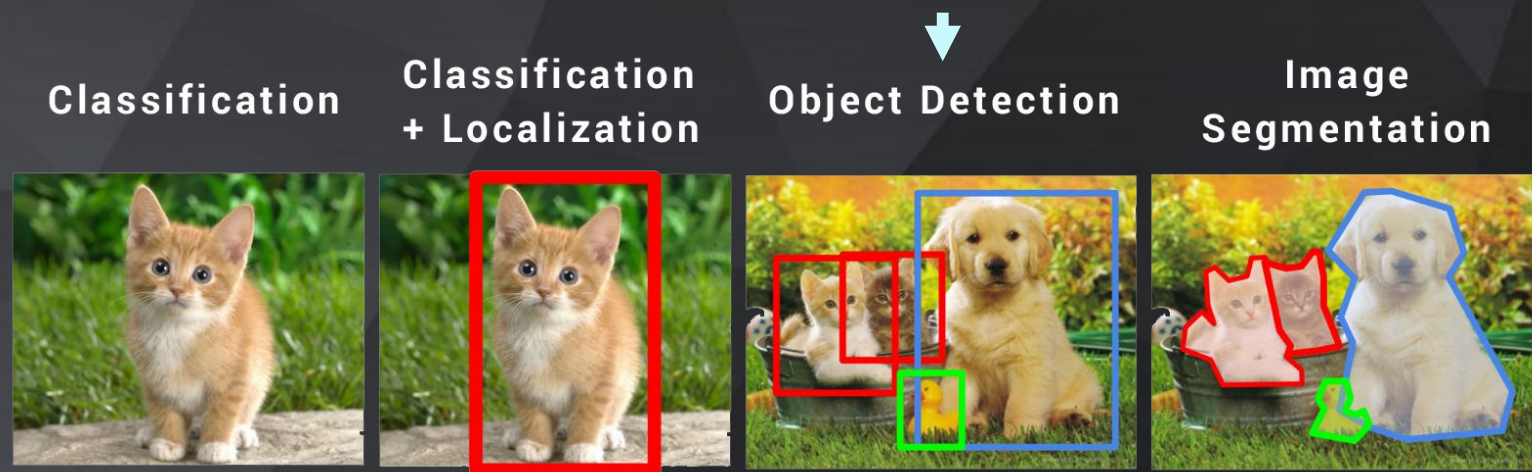 Classification
Classification
+ Localization
Object Detection
Image
Segmentation